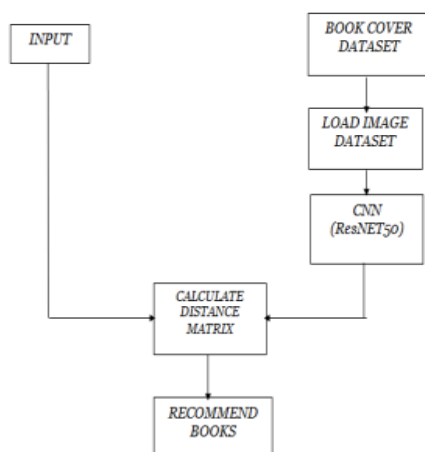 INPUT
BOOK COVER
DATASET
LOAD IMAGE
DATASET
CNN
(ResNET50)
CALCULATE
DISTANCE
MATRIX
RECOMMEND
BOOKS